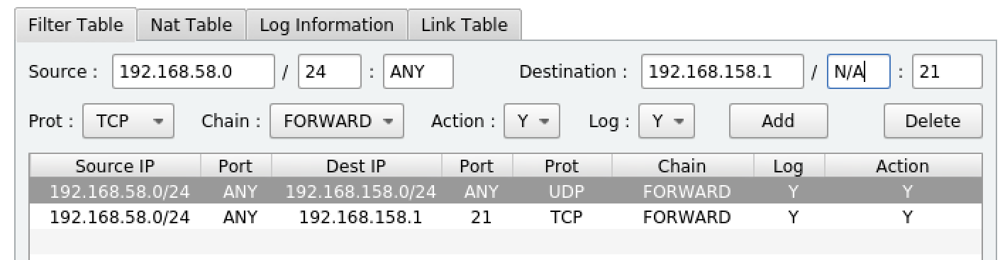 Filter Table Nat Table Log Information Link Table
Source : 192.168.58.0 / 24 : ANY Destination : 192.168.158.1 / N/A : 21
Prot : TCP Chain : FORWARD Action : Y Log : Y Add Delete
Source IP Port Dest IP Port Prot Chain Log Action
192.168.58.0/24 ANY 192.168.158.0/24 ANY UDP FORWARD Y Y
192.168.58.0/24 ANY 192.168.158.1 21 TCP FORWARD Y Y